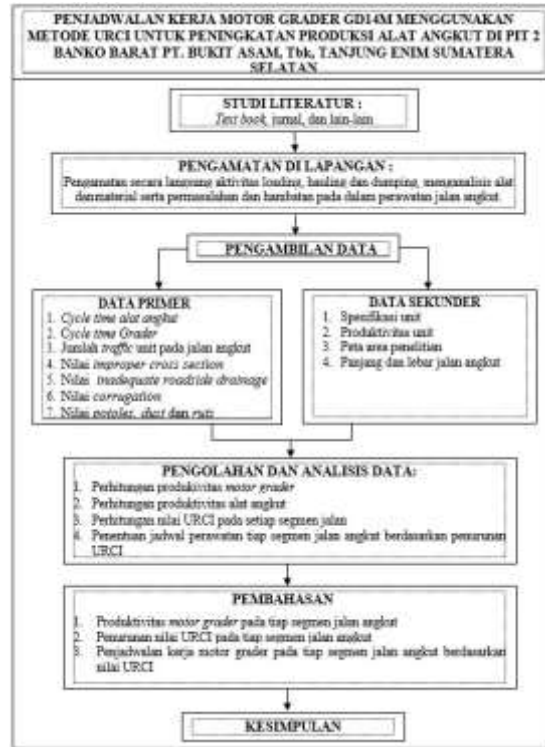 PENJADWALAN KERJA MOTOR GRADER GD14M MENGGUNAKAN
METODE URCI UNTUK PENINGKATAN PRODUKSI ALAT ANGKUT DI PIT 2
BANKO BARAT PT. BUKIT ASAM, Tbk, TANJUNG ENIM SUMATERA
SELATAN
STUDI LITERATUR :
Text book, jurnal, dan lain-lain
PENGAMATAN DI LAPANGAN :
Pengamatan secara langsung aktivitas loading, hauling dan dumping, menganalisis alat
danmaterial serta permasalahan dan hambatan pada dalam perawatan jalan angkut.
PENGAMBILAN DATA
DATA PRIMER
1. Cycle time alat angkut
2. Cycle time Grader
3. Jumlah traffic unit pada jalan angkut
4. Nilai improper cross section
5. Nilai inadequate roadside drainage
6. Nilai corrugation
7. Nilai potoles, dust dan ruts
DATA SEKUNDER
1. Spesifikasi unit
2. Produktivitas unit
3. Peta area penelitian
4. Panjang dan lebar jalan angkut
PENGOLAHAN DAN ANALISIS DATA:
1. Perhitungan produkivitas motor grader
2. Perhitungan produktivitas alat angkut
3. Perhitungan nilai URCI pada setiap segmen jalan
4. Penentuan jadwal perawatan tiap segmen jalan angkut berdasarkan penurunan
URCI
PEMBAHASAN
1. Produktivitas motor grader pada tiap segmen jalan angkut
2. Penurunan nilai URCI pada tiap segmen jalan angkut
3. Penjadwalan kerja motor grader pada tiap segmen jalan angkut berdasarkan
nilai URCI
KESIMPULAN